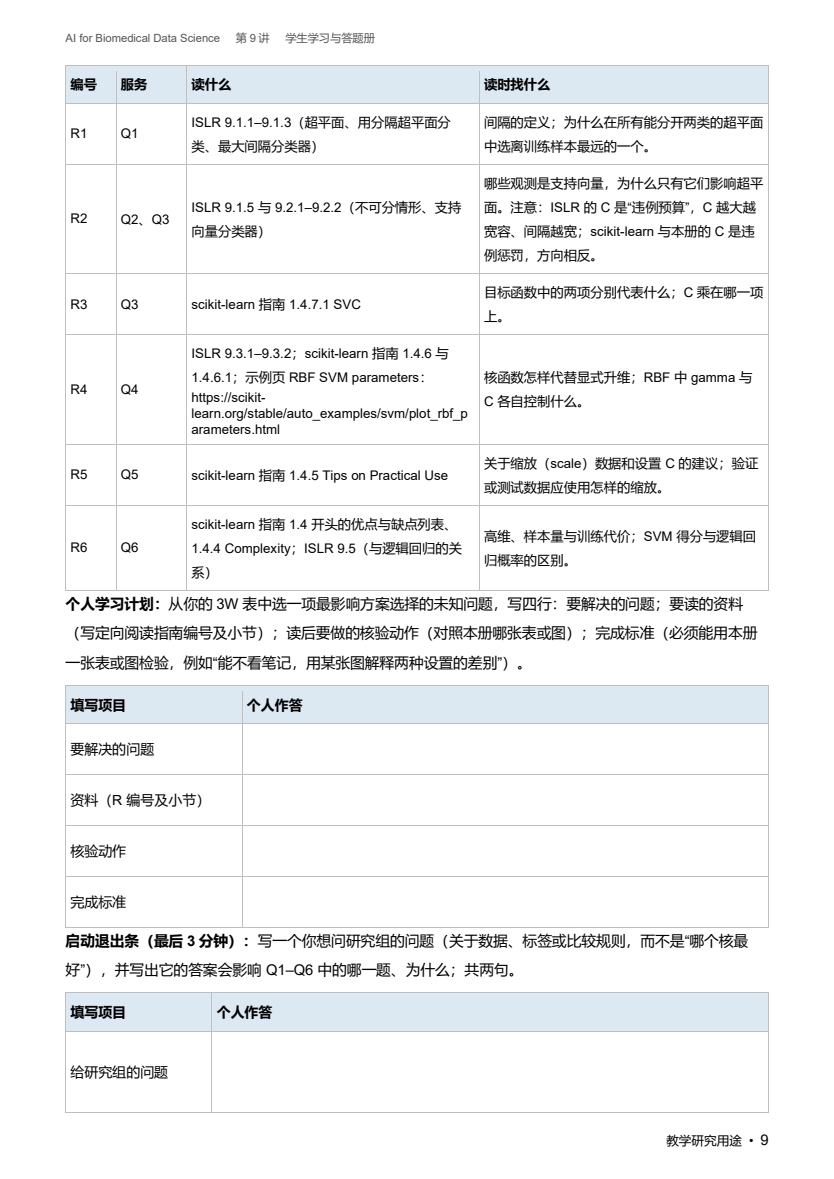 AI for Biomedical Data Science 第 9 讲 学生学习与答题册
编号 服务 读什么 读时找什么
R1 Q1 ISLR 9.1.1–9.1.3（超平面、用分隔超平面分
类、最大间隔分类器） 间隔的定义；为什么在所有能分开两类的超平面
中选离训练样本最远的一个。
R2 Q2、Q3 ISLR 9.1.5 与 9.2.1–9.2.2（不可分情形、支持
向量分类器） 哪些观测是支持向量，为什么只有它们影响超平
面。注意：ISLR 的 C 是“违例预算”，C 越大越
宽容、间隔越宽；scikit-learn 与本册的 C 是违
例惩罚，方向相反。
R3 Q3 scikit-learn 指南 1.4.7.1 SVC 目标函数中的两项分别代表什么；C 乘在哪一项
上。
R4 Q4 ISLR 9.3.1–9.3.2；scikit-learn 指南 1.4.6 与
1.4.6.1；示例页 RBF SVM parameters：
https://scikit-
learn.org/stable/auto_examples/svm/plot_rbf_p
arameters.html 核函数怎样代替显式升维；RBF 中 gamma 与
C 各自控制什么。
R5 Q5 scikit-learn 指南 1.4.5 Tips on Practical Use 关于缩放（scale）数据和设置 C 的建议；验证
或测试数据应使用怎样的缩放。
R6 Q6 scikit-learn 指南 1.4 开头的优点与缺点列表、
1.4.4 Complexity；ISLR 9.5（与逻辑回归的关
系） 高维、样本量与训练代价；SVM 得分与逻辑回
归概率的区别。
个人学习计划：从你的 3W 表中选一项最影响方案选择的未知问题，写四行：要解决的问题；要读的资料
（写定向阅读指南编号及小节）；读后要做的核验动作（对照本册哪张表或图）；完成标准（必须能用本册
一张表或图检验，例如“能不看笔记，用某张图解释两种设置的差别”）。
填写项目 个人作答
要解决的问题
资料（R 编号及小节）
核验动作
完成标准
启动退出条（最后 3 分钟）：写一个你想问研究组的问题（关于数据、标签或比较规则，而不是“哪个核最
好”），并写出它的答案会影响 Q1–Q6 中的哪一题、为什么；共两句。
填写项目 个人作答
给研究组的问题
教学研究用途 • 9